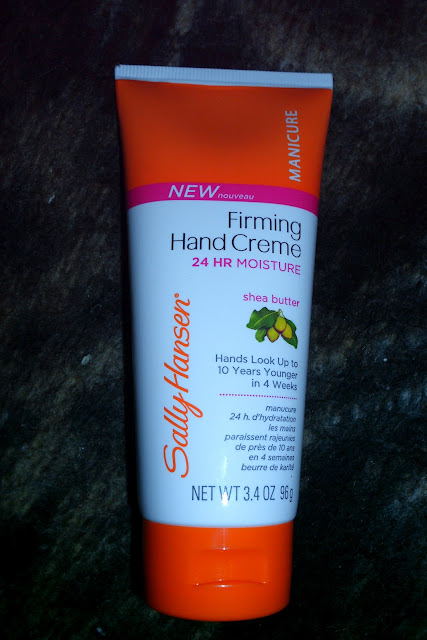 MANICURE
NEW nouveau
Firming
Hand Creme
24 HR MOISTURE
shea butter
Sally Hansen®
Hands Look Up to
10 Years Younger
in 4 Weeks
manucure
24 h. d'hydratation
les mains
paraissent rajeunies
de près de 10 ans
en 4 semaines
beurre de karité
NET WT 3.4 OZ 96 g